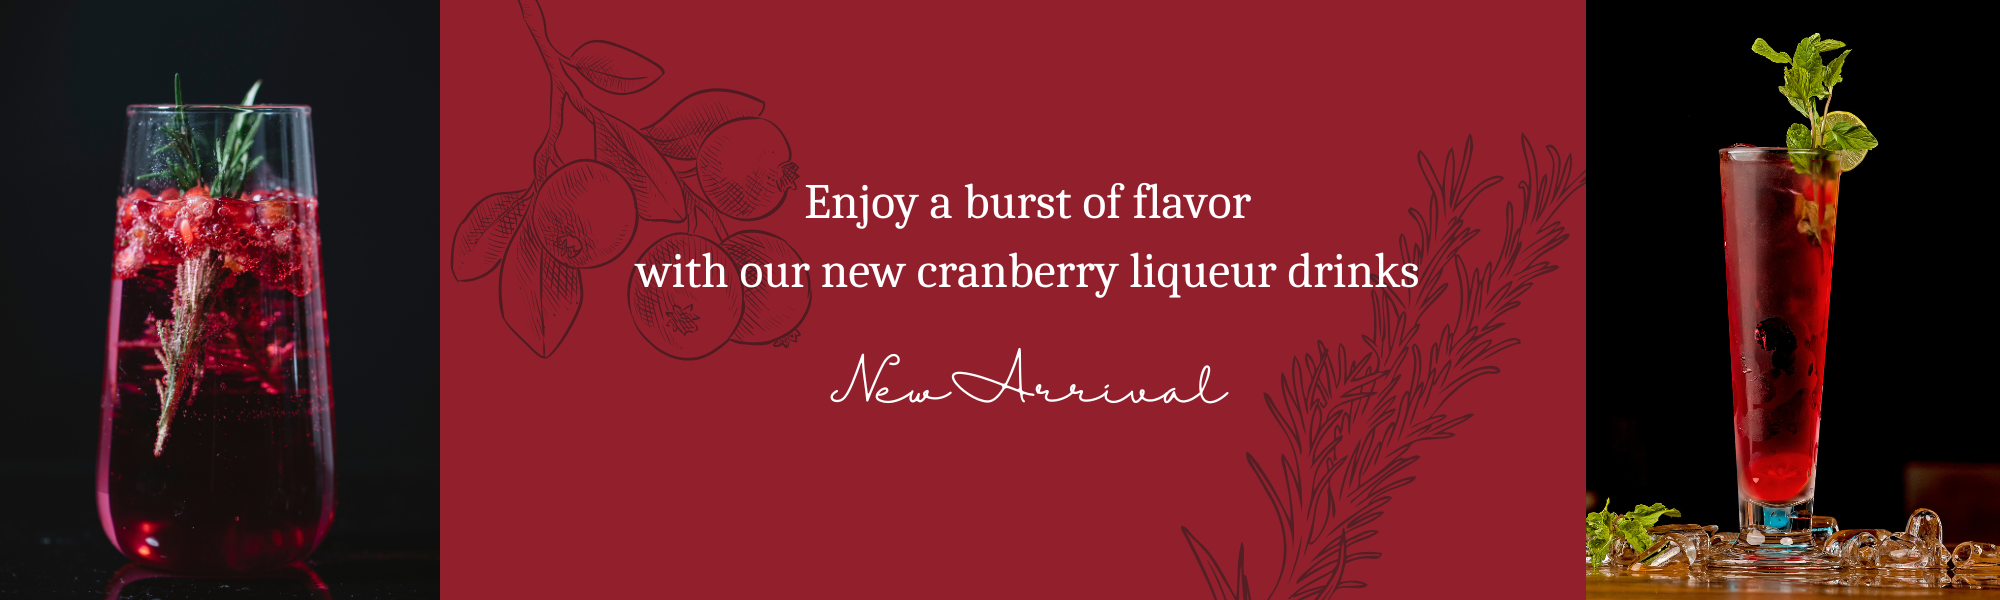 Enjoy a burst of flavor
with our new cranberry liqueur drinks
New Arrival